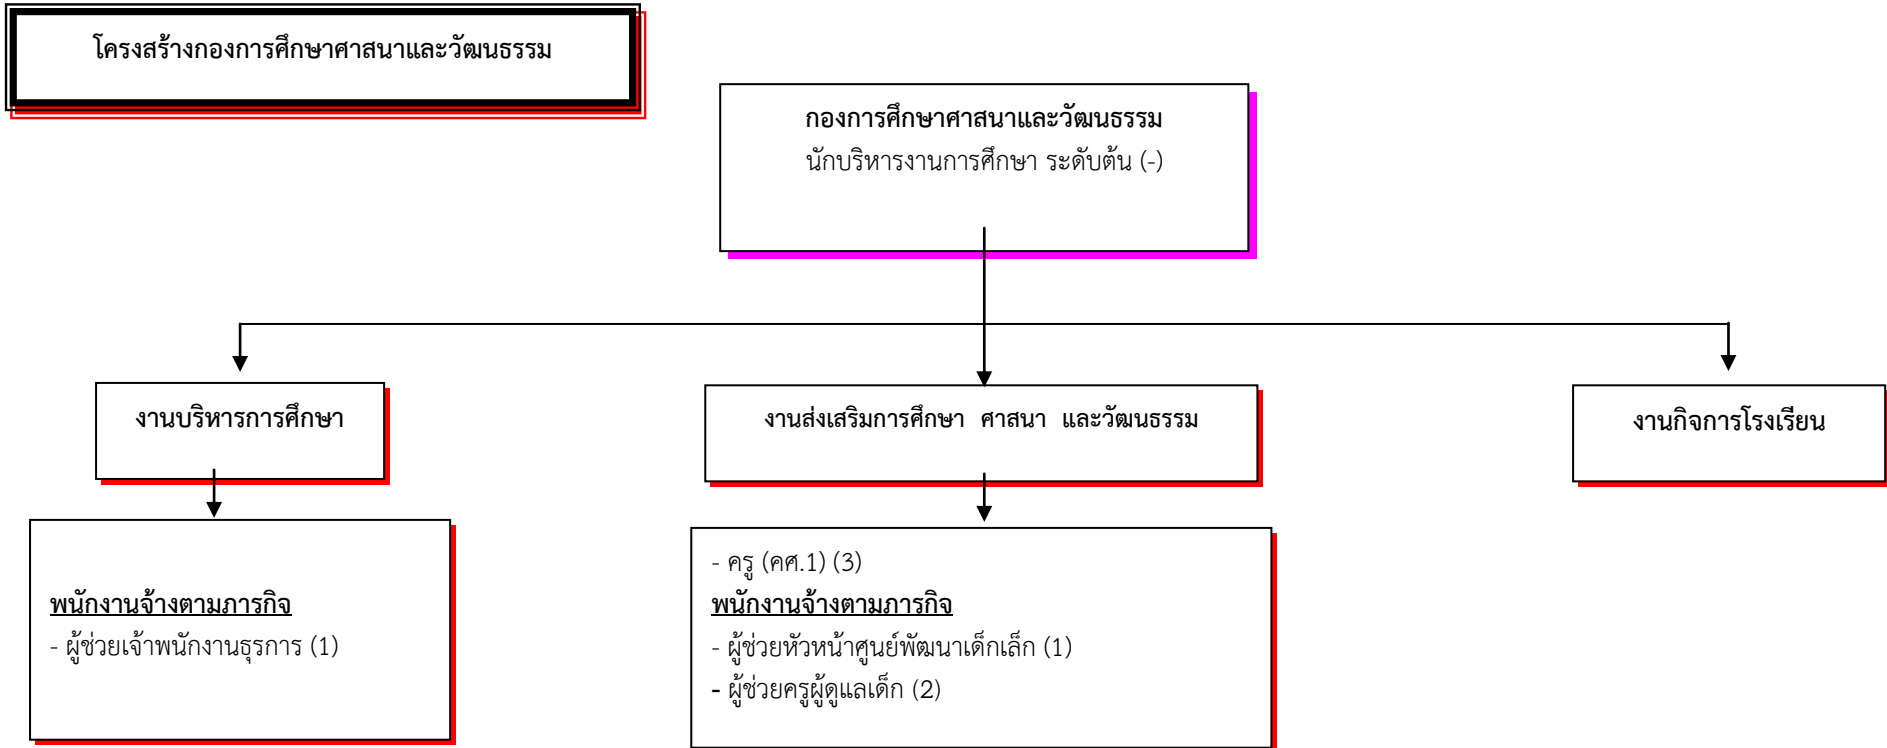 โครงสร้างกองการศึกษาศาสนาและวัฒนธรรม
กองการศึกษาศาสนาและวัฒนธรรม
นักบริหารงานการศึกษา ระดับต้น (-)
งานบริหารการศึกษา
งานส่งเสริมการศึกษา ศาสนา และวัฒนธรรม
งานกิจการโรงเรียน
พนักงานจ้างตามภารกิจ
- ผู้ช่วยเจ้าพนักงานธุรการ (1)
- ครู (คศ.1) (3)
พนักงานจ้างตามภารกิจ
- ผู้ช่วยหัวหน้าศูนย์พัฒนาเด็กเล็ก (1)
- ผู้ช่วยครูผู้ดูแลเด็ก (2)